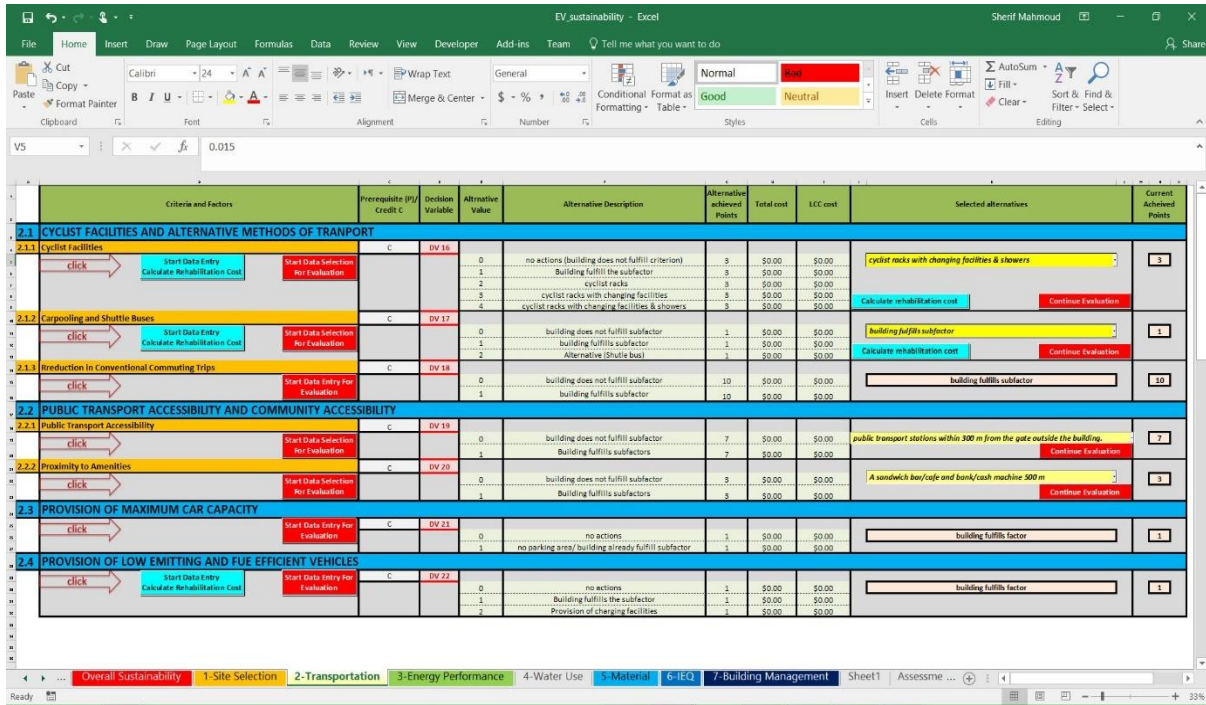 EV_sustainability - Excel
Sherif Mahmoud
File Home Insert Draw Page Layout Formulas Data Review View Developer Add-ins Team Tell me what you want to do Share
Paste
Cut
Copy
Format Painter
Clipboard
Calibri 24
B I U
Font
Wrap Text
Merge & Center
Alignment
General
$ - % ,
Number
Conditional Formatting
Format as Table
Normal Bad
Good Neutral
Styles
Insert Delete Format
Cells
AutoSum
Fill
Clear
Sort & Filter
Find & Select
Editing
V5 fx 0.015
Criteria and Factors Prerequisite (P)/ Credit C Decision Variable Altrnative Value Alternative Description Alternative achieved Points Total cost LCC cost Selected alternatives Current Acheived Points
2.1 CYCLIST FACILITIES AND ALTERNATIVE METHODS OF TRANPORT
2.1.1 Cyclist Facilities C DV 16
click Start Data Entry Calculate Rehabilitation Cost Start Data Selection For Evaluation
0 no actions (building does not fulfill criterion) 3 $0.00 $0.00 cyclist racks with changing facilities & showers 3
1 Building fulfill the subfactor 3 $0.00 $0.00
2 cyclist racks 3 $0.00 $0.00
3 cyclist racks with changing facilities 3 $0.00 $0.00
4 cyclist racks with changing facilities & showers 3 $0.00 $0.00 Calculate rehabilitation cost Continue Evaluation
2.1.2 Carpooling and Shuttle Buses C DV 17
click Start Data Entry Calculate Rehabilitation Cost Start Data Selection For Evaluation
0 building does not fulfill subfactor 1 $0.00 $0.00 building fulfills subfactor 1
1 building fulfills subfactor 1 $0.00 $0.00
2 Alternative (Shutle bus) 1 $0.00 $0.00 Calculate rehabilitation cost Continue Evaluation
2.1.3 Rreduction in Conventional Commuting Trips C DV 18
click Start Data Entry For Evaluation
0 building does not fulfill subfactor 10 $0.00 $0.00 building fulfills subfactor 10
1 building fulfills subfactor 10 $0.00 $0.00
2.2 PUBLIC TRANSPORT ACCESSIBILITY AND COMMUNITY ACCESSIBILITY
2.2.1 Public Transport Accessibility C DV 19
click Start Data Selection For Evaluation
0 building does not fulfill subfactor 7 $0.00 $0.00 public transport stations within 300 m from the gate outside the building. 7
1 Building fulfills subfactors 7 $0.00 $0.00 Continue Evaluation
2.2.2 Proximity to Amenities C DV 20
click Start Data Selection For Evaluation
0 building does not fulfill subfactor 3 $0.00 $0.00 A sandwich bar/cafe and bank/cash machine 500 m 3
1 Building fulfills subfactors 3 $0.00 $0.00 Continue Evaluation
2.3 PROVISION OF MAXIMUM CAR CAPACITY
click Start Data Entry For Evaluation C DV 21
0 no actions 1 $0.00 $0.00 building fulfills factor 1
1 no parking area/ building already fulfill subfactor 1 $0.00 $0.00
2.4 PROVISION OF LOW EMITTING AND FUE EFFICIENT VEHICLES
click Start Data Entry Calculate Rehabilitation Cost Start Data Entry For Evaluation C DV 22
0 no actions 1 $0.00 $0.00 building fulfills factor 1
1 Building fulfills the subfactor 1 $0.00 $0.00
2 Provision of charging facilities 1 $0.00 $0.00
... Overall Sustainability 1-Site Selection 2-Transportation 3-Energy Performance 4-Water Use 5-Material 6-IEQ 7-Building Management Sheet1 Assessme ...
Ready 33%